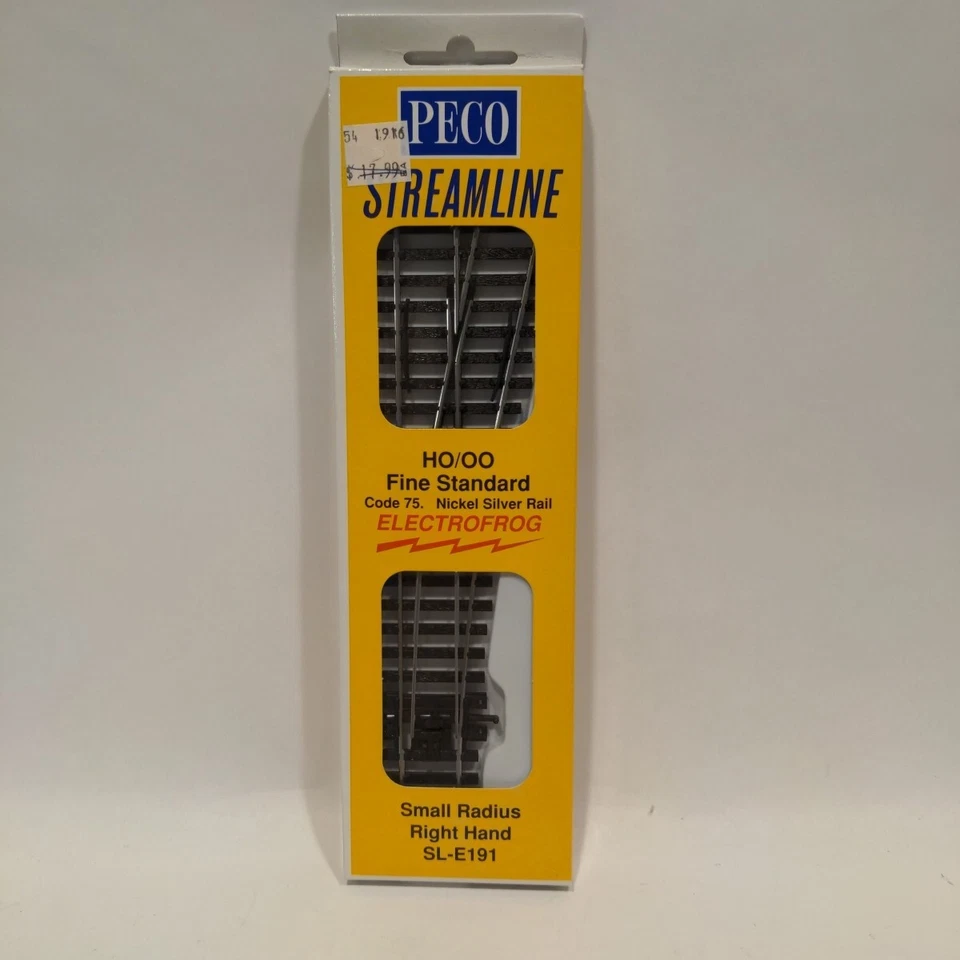 PECO
54 1916
$ 17.99
STREAMLINE
HO/OO
Fine Standard
Code 75. Nickel Silver Rail
ELECTROFROG
Small Radius
Right Hand
SL-E191